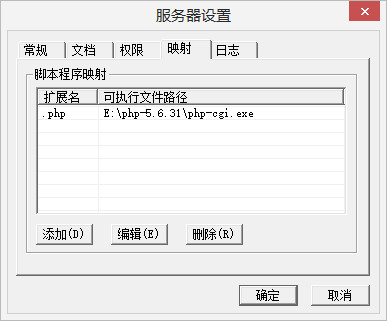 服务器设置
常规 文档 权限 映射 日志
脚本程序映射
扩展名 可执行文件路径
.php E:\php-5.6.31\php-cgi.exe
添加(D) 编辑(E) 删除(R)
确定 取消